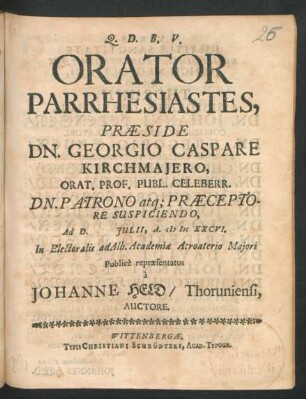 Q. D. B. V.
26
ORATOR
PARRHESIASTES,
PRÆSIDE
DN. GEORGIO CASPARE
KIRCHMAJERO,
ORAT. PROF. PUBL. CELEBERR.
DN. PATRONO atq; PRÆCEPTO-
RE SUSPICIENDO,
Ad D. JULII, A. cIɔ Iɔc XXCVI.
In Electoralis ad Alb. Academiæ Acroaterio Majori
Publicè repræsentatus
à
JOHANNE HELD / Thoruniensi,
AUCTORE.
WITTENBERGÆ,
TYPIS CHRISTIANI SCHRÖDTERI, ACAD. TYPOGR.